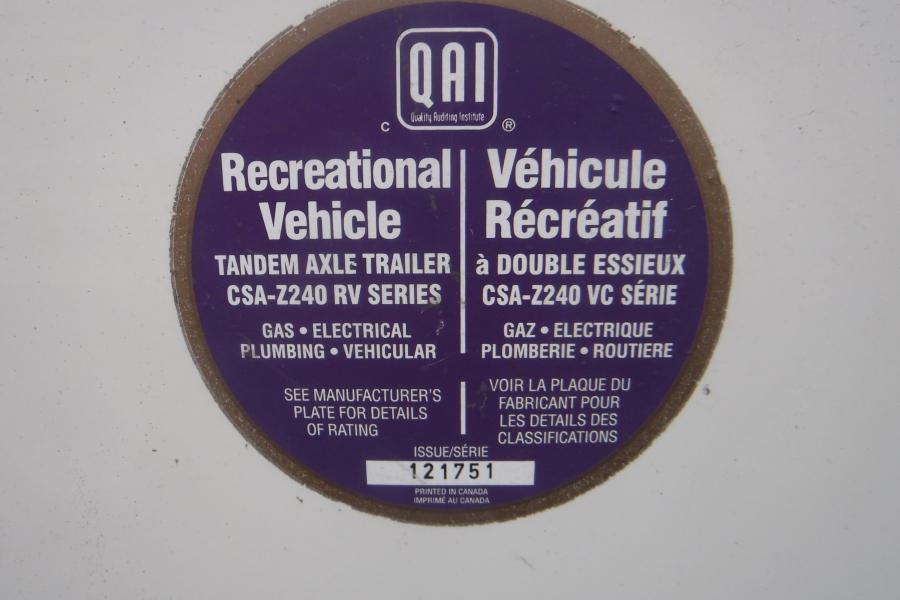 QAI
Quality Auditing Institute
C ®
Recreational
Vehicle
TANDEM AXLE TRAILER
CSA-Z240 RV SERIES
GAS • ELECTRICAL
PLUMBING • VEHICULAR
SEE MANUFACTURER'S
PLATE FOR DETAILS
OF RATING
Véhicule
Récréatif
à DOUBLE ESSIEUX
CSA-Z240 VC SÉRIE
GAZ • ELECTRIQUE
PLOMBERIE • ROUTIERE
VOIR LA PLAQUE DU
FABRICANT POUR
LES DETAILS DES
CLASSIFICATIONS
ISSUE/SÉRIE
121751
PRINTED IN CANADA
IMPRIMÉ AU CANADA